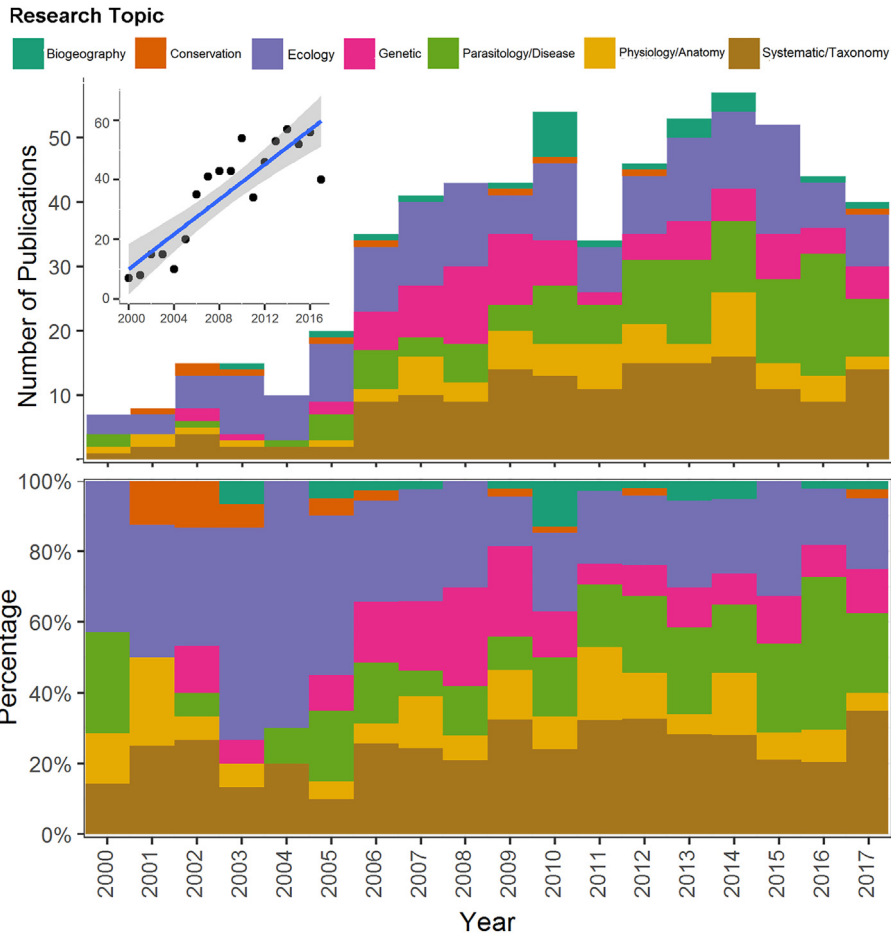 Research Topic
Biogeography Conservation Ecology Genetic Parasitology/Disease Physiology/Anatomy Systematic/Taxonomy
Number of Publications
50
40
30
20
10
60
40
20
0
2000 2004 2008 2012 2016
Percentage
100%
80%
60%
40%
20%
0%
2000 2001 2002 2003 2004 2005 2006 2007 2008 2009 2010 2011 2012 2013 2014 2015 2016 2017
Year